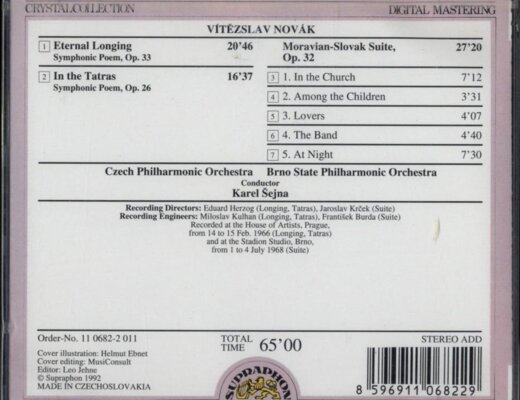 CRYSTALCOLLECTION
DIGITAL MASTERING
VÍTĚZSLAV NOVÁK
1 Eternal Longing 20'46
Symphonic Poem, Op. 33
2 In the Tatras 16'37
Symphonic Poem, Op. 26
Moravian-Slovak Suite, 27'20
Op. 32
3 1. In the Church 7'12
4 2. Among the Children 3'31
5 3. Lovers 4'07
6 4. The Band 4'40
7 5. At Night 7'30
Czech Philharmonic Orchestra Brno State Philharmonic Orchestra
Conductor
Karel Šejna
Recording Directors: Eduard Herzog (Longing, Tatras), Jaroslav Krček (Suite)
Recording Engineers: Miloslav Kulhan (Longing, Tatras), František Burda (Suite)
Recorded at the House of Artists, Prague,
from 14 to 15 Feb. 1966 (Longing, Tatras)
and at the Stadion Studio, Brno,
from 1 to 4 July 1968 (Suite)
Order-No. 11 0682-2 011
Cover illustration: Helmut Ebnet
Cover editing: MusiConsult
Editor: Leo Jehne
© Supraphon 1992
MADE IN CZECHOSLOVAKIA
TOTAL
TIME 65'00
STEREO ADD
8 596911 068229
SUPRAPHON